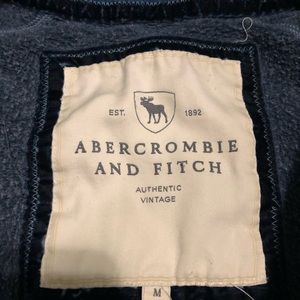 EST. 1892
ABERCROMBIE
AND FITCH
AUTHENTIC
VINTAGE
M